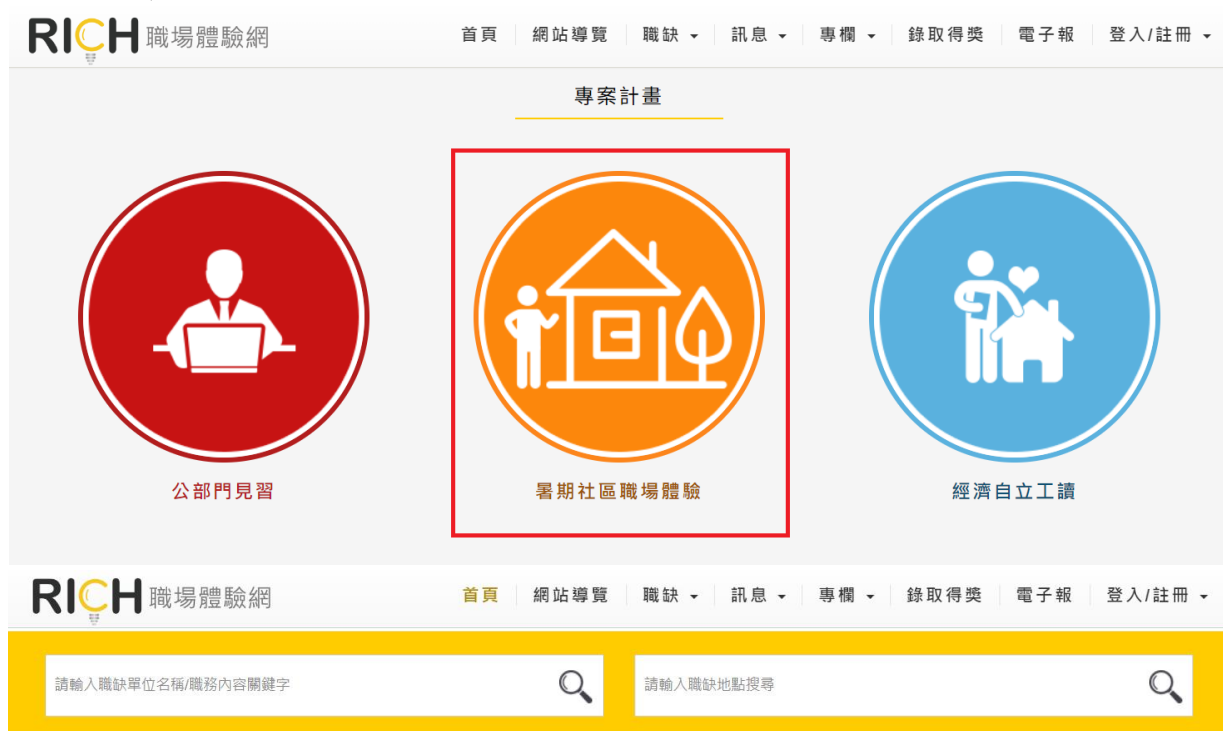 RICH 職場體驗網 首頁 網站導覽 職缺 訊息 專欄 錄取得獎 電子報 登入/註冊
專案計畫
公部門見習 暑期社區職場體驗 經濟自立工讀
RICH 職場體驗網 首頁 網站導覽 職缺 訊息 專欄 錄取得獎 電子報 登入/註冊
請輸入職缺單位名稱/職務內容關鍵字 請輸入職缺地點搜尋